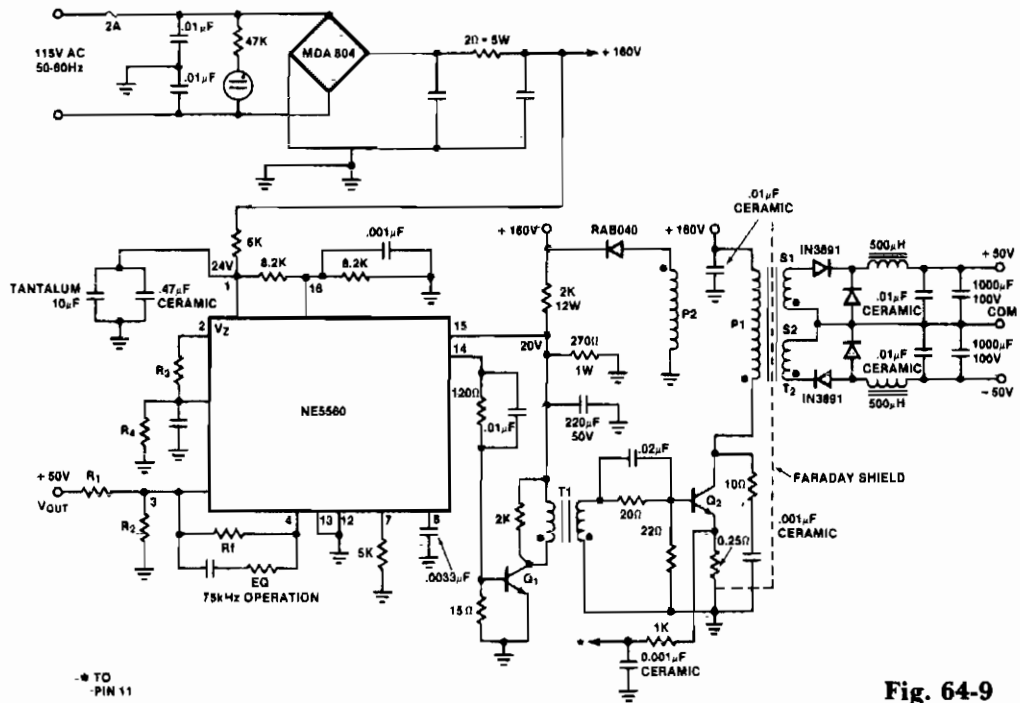 2A
.01µF
47K
MDA 804
2Ω = 5W
+ 160V
115V AC
50-60Hz
.01µF
6K
.001µF
24V
8.2K
8.2K
1
16
TANTALUM
10µF
.47µF
CERAMIC
2
VZ
R3
R4
NE5560
15
14
+ 50V
VOUT
R1
3
R2
4
13
12
7
8
Rf
EQ
75kHz OPERATION
5K
.0033µF
120Ω
.01µF
15Ω
Q1
2K
+ 160V
RAB040
2K
12W
20V
270Ω
1W
220µF
50V
P2
T1
.02µF
20Ω
22Ω
Q2
+ 160V
.01µF
CERAMIC
P1
S1
S2
T2
IN3891
IN3891
500µH
500µH
.01µF
CERAMIC
.01µF
CERAMIC
+ 50V
1000µF
100V
COM
1000µF
100V
− 50V
FARADAY SHIELD
10Ω
0.25Ω
.001µF
CERAMIC
1K
*
0.001µF
CERAMIC
-* TO
-PIN 11
Fig. 64-9